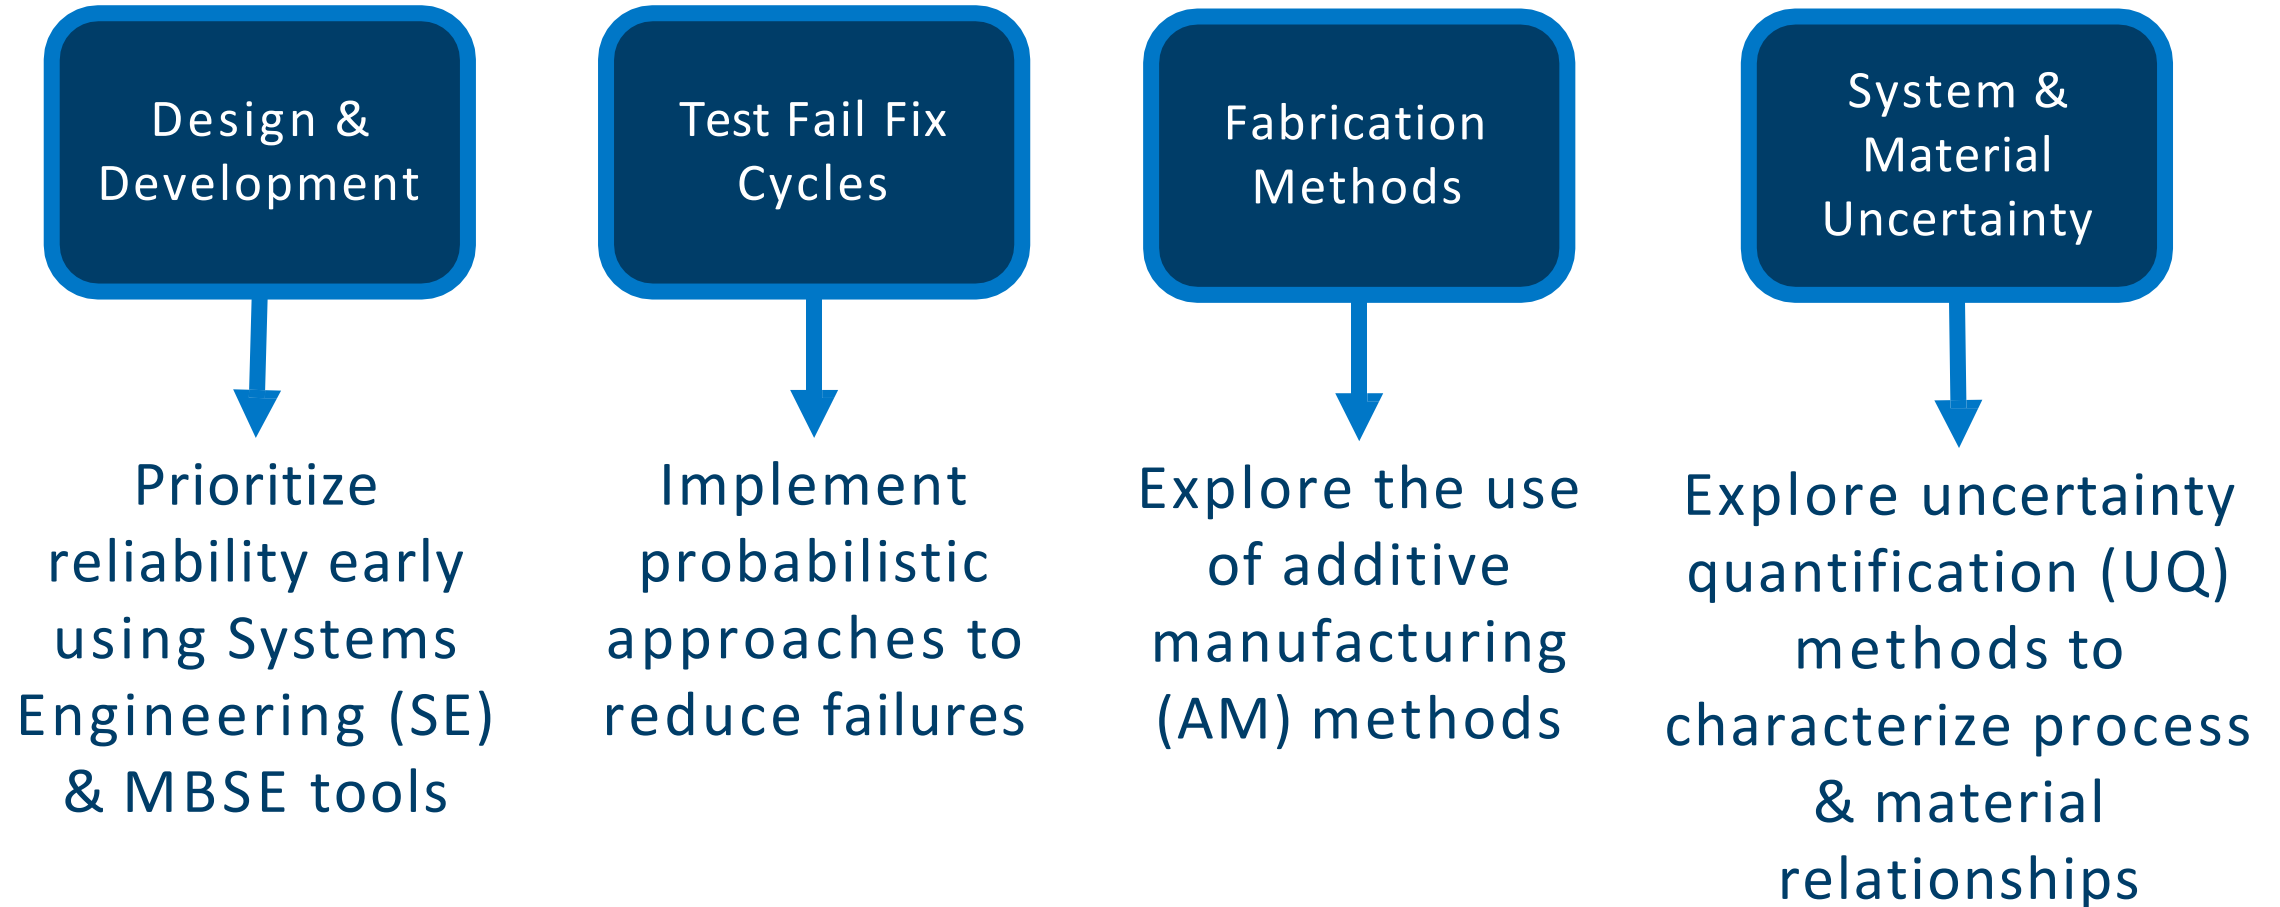 Design &
Development
Test Fail Fix
Cycles
Fabrication
Methods
System &
Material
Uncertainty
Prioritize
reliability early
using Systems
Engineering (SE)
& MBSE tools
Implement
probabilistic
approaches to
reduce failures
Explore the use
of additive
manufacturing
(AM) methods
Explore uncertainty
quantification (UQ)
methods to
characterize process
& material
relationships